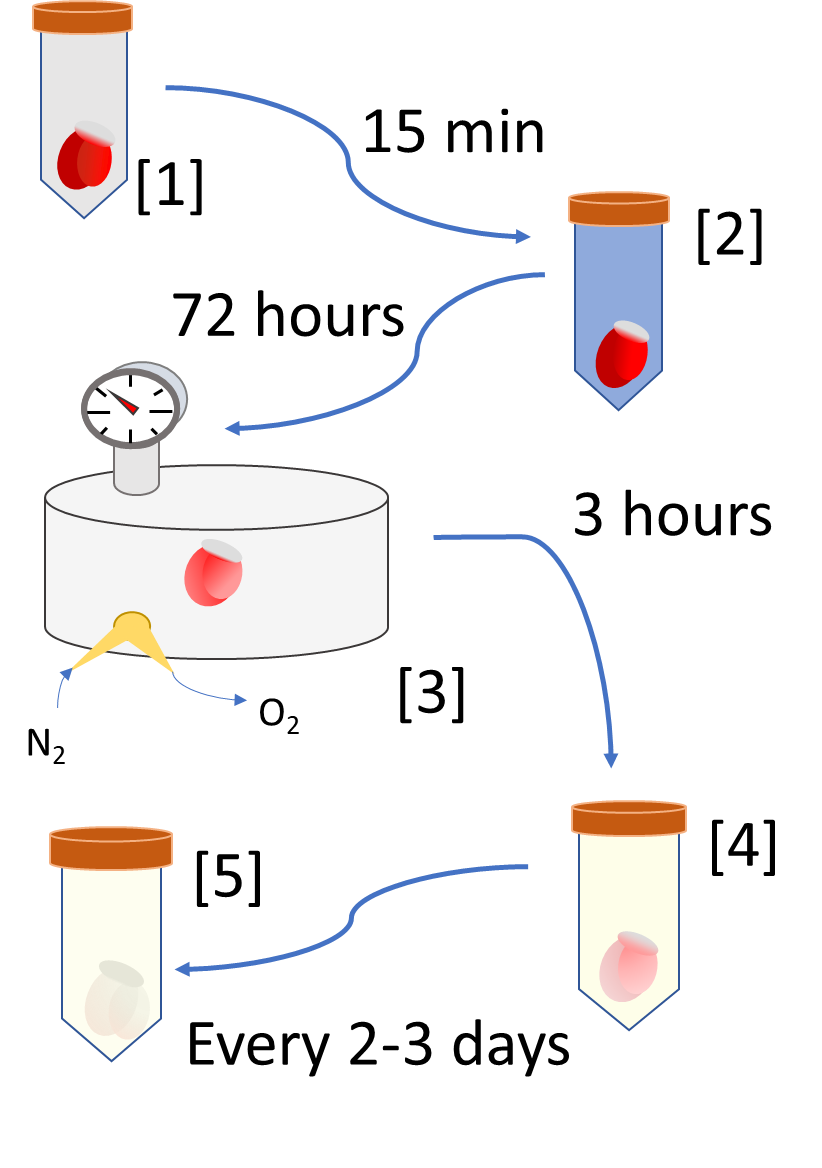 [1]
15 min
[2]
72 hours
3 hours
[3]
N₂
O₂
[4]
[5]
Every 2-3 days